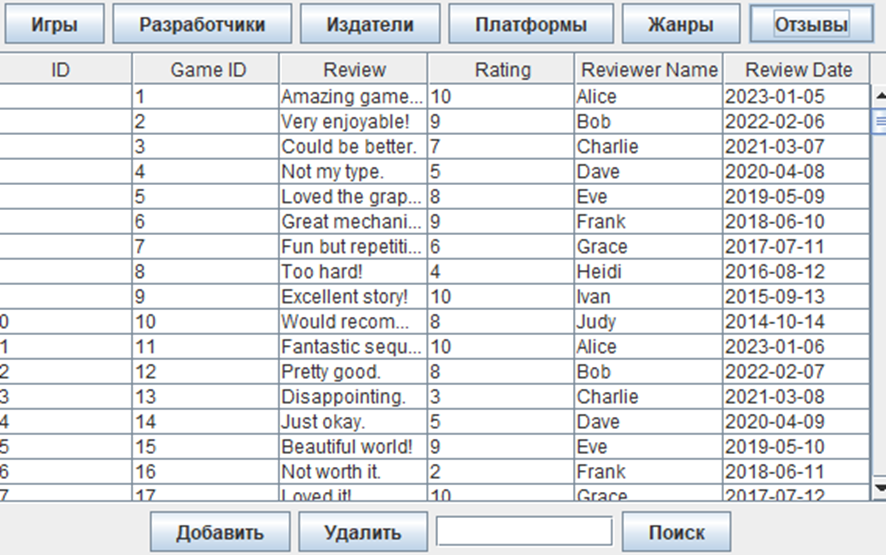 Игры Разработчики Издатели Платформы Жанры Отзывы
ID Game ID Review Rating Reviewer Name Review Date
1 Amazing game... 10 Alice 2023-01-05
2 Very enjoyable! 9 Bob 2022-02-06
3 Could be better. 7 Charlie 2021-03-07
4 Not my type. 5 Dave 2020-04-08
5 Loved the grap... 8 Eve 2019-05-09
6 Great mechani... 9 Frank 2018-06-10
7 Fun but repetiti... 6 Grace 2017-07-11
8 Too hard! 4 Heidi 2016-08-12
9 Excellent story! 10 Ivan 2015-09-13
0 10 Would recom... 8 Judy 2014-10-14
1 11 Fantastic sequ... 10 Alice 2023-01-06
2 12 Pretty good. 8 Bob 2022-02-07
3 13 Disappointing. 3 Charlie 2021-03-08
4 14 Just okay. 5 Dave 2020-04-09
5 15 Beautiful world! 9 Eve 2019-05-10
6 16 Not worth it. 2 Frank 2018-06-11
7 17 Loved it! 10 Grace 2017-07-12
Добавить Удалить Поиск